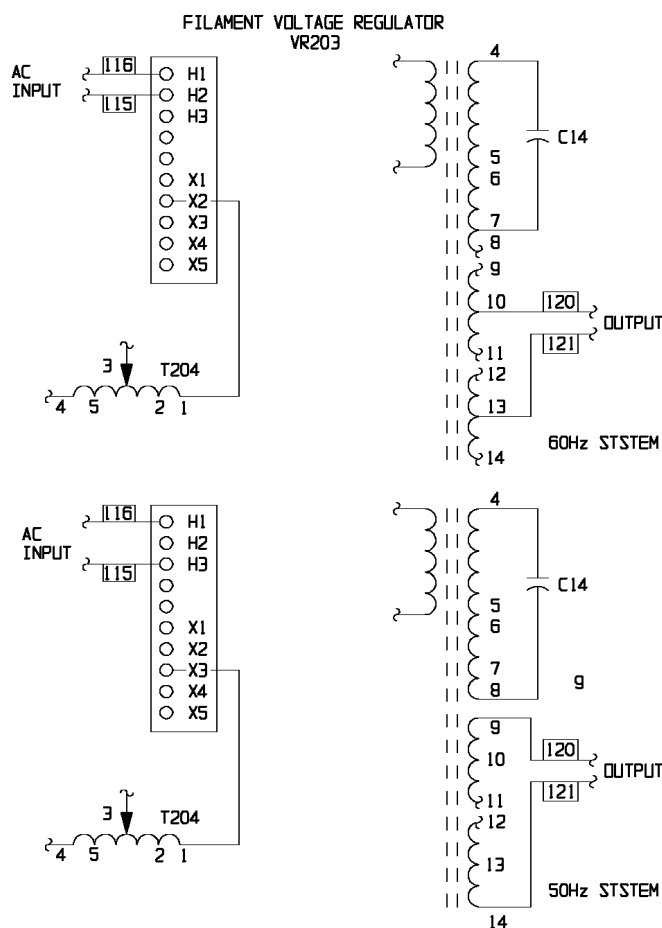 FILAMENT VOLTAGE REGULATOR
VR203
AC
INPUT
116
115
H1
H2
H3
X1
X2
X3
X4
X5
3
T204
4
5
2
1
4
5
6
7
8
9
10
11
12
13
14
C14
120
121
OUTPUT
60Hz STSTEM
AC
INPUT
116
115
H1
H2
H3
X1
X2
X3
X4
X5
3
T204
4
5
2
1
4
5
6
7
8
9
10
11
12
13
14
C14
9
120
121
OUTPUT
50Hz STSTEM